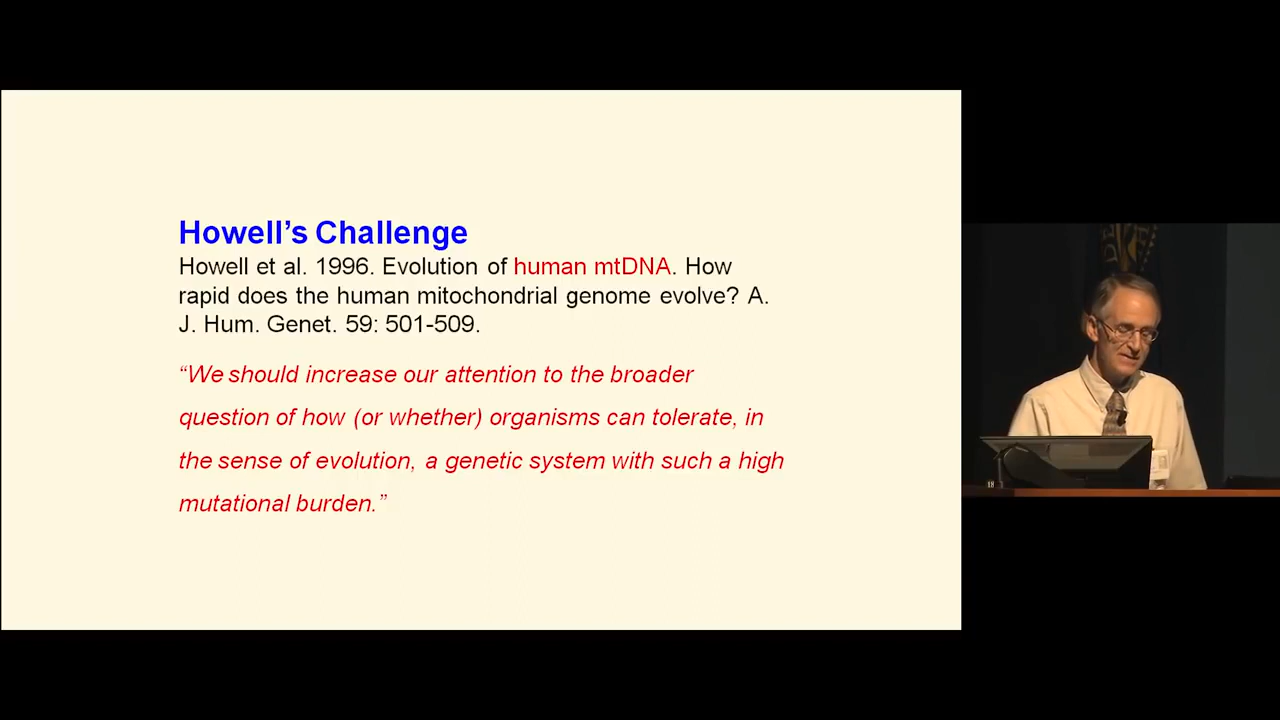 Howell’s Challenge
Howell et al. 1996. Evolution of human mtDNA. How
rapid does the human mitochondrial genome evolve? A.
J. Hum. Genet. 59: 501-509.
“We should increase our attention to the broader
question of how (or whether) organisms can tolerate, in
the sense of evolution, a genetic system with such a high
mutational burden.”